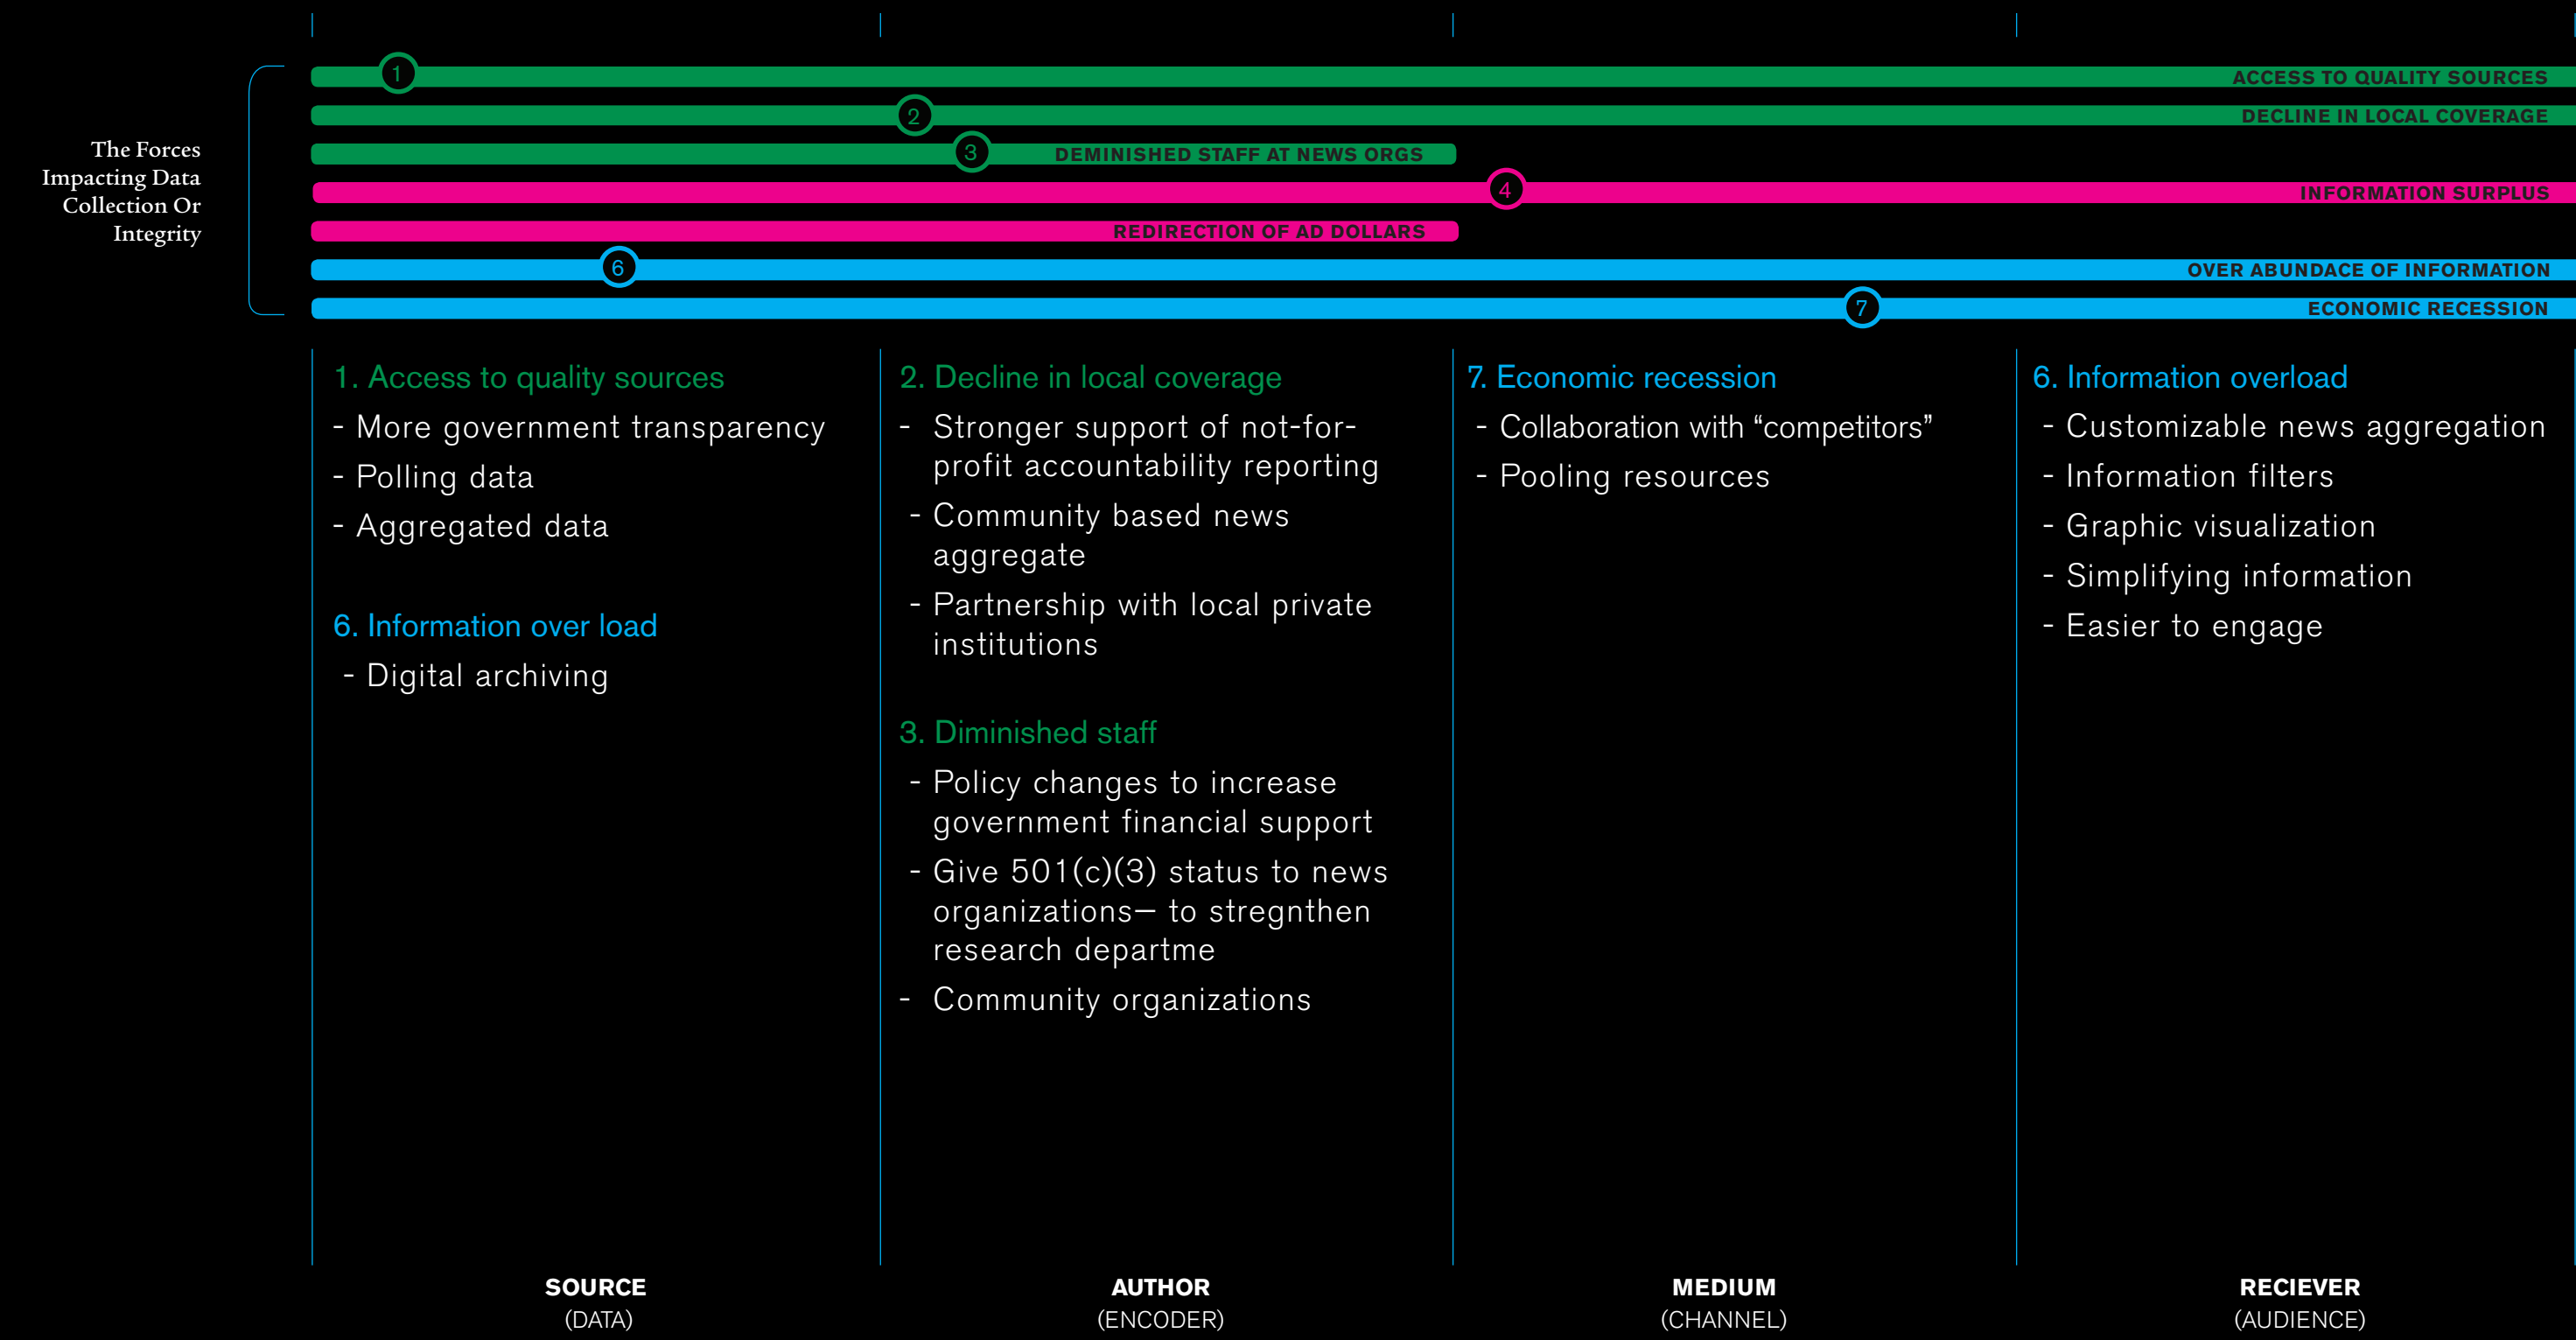 The Forces
Impacting Data
Collection Or
Integrity
1
ACCESS TO QUALITY SOURCES
2
DECLINE IN LOCAL COVERAGE
3
DEMINISHED STAFF AT NEWS ORGS
4
INFORMATION SURPLUS
REDIRECTION OF AD DOLLARS
6
OVER ABUNDACE OF INFORMATION
7
ECONOMIC RECESSION
1. Access to quality sources
- More government transparency
- Polling data
- Aggregated data
6. Information over load
- Digital archiving
2. Decline in local coverage
- Stronger support of not-for-
profit accountability reporting
- Community based news
aggregate
- Partnership with local private
institutions
3. Diminished staff
- Policy changes to increase
government financial support
- Give 501(c)(3) status to news
organizations— to stregnthen
research departme
- Community organizations
7. Economic recession
- Collaboration with “competitors”
- Pooling resources
6. Information overload
- Customizable news aggregation
- Information filters
- Graphic visualization
- Simplifying information
- Easier to engage
SOURCE
(DATA)
AUTHOR
(ENCODER)
MEDIUM
(CHANNEL)
RECIEVER
(AUDIENCE)